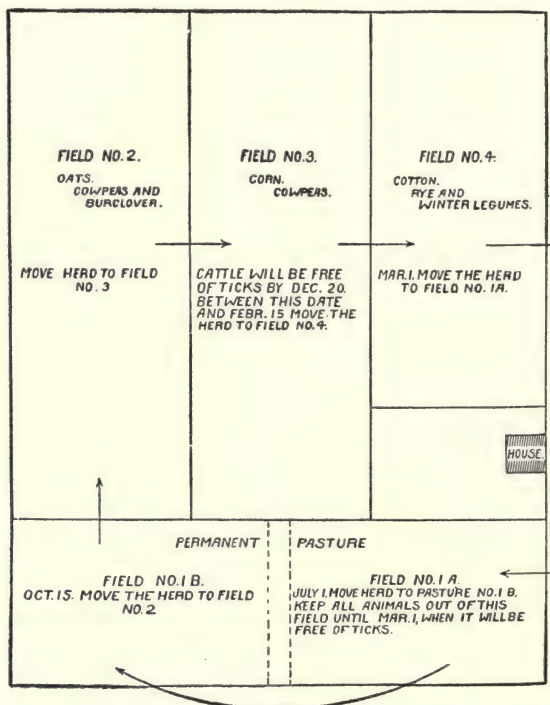 FIELD NO. 2.
OATS.
COWPEAS AND
BURCLOVER.
MOVE HERD TO FIELD
NO. 3
FIELD NO. 3.
CORN.
COWPEAS.
CATTLE WILL BE FREE
OF TICKS BY DEC. 20.
BETWEEN THIS DATE
AND FEBR. 15 MOVE THE
HERD TO FIELD NO. 4.
FIELD NO. 4.
COTTON.
RYE AND
WINTER LEGUMES.
MAR. 1. MOVE THE HERD
TO FIELD NO. 1A.
HOUSE.
PERMANENT PASTURE
FIELD NO. 1 B.
OCT. 15. MOVE THE HERD TO FIELD
NO. 2
FIELD NO. 1 A.
JULY 1. MOVE HERD TO PASTURE NO. 1 B.
KEEP ALL ANIMALS OUT OF THIS
FIELD UNTIL MAR. 1, WHEN IT WILL BE
FREE OF TICKS.